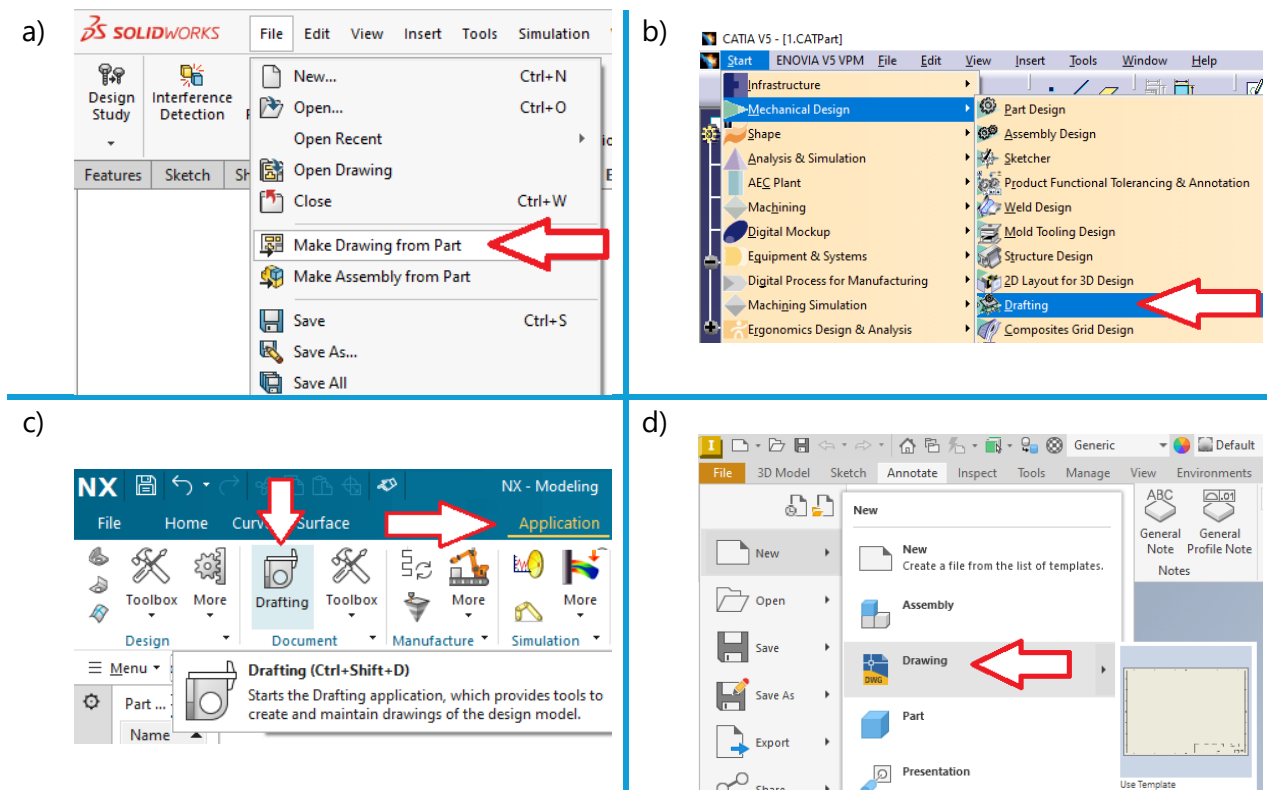 a)
SOLIDWORKS File Edit View Insert Tools Simulation
Design Study
Interference Detection
Features Sketch
New... Ctrl+N
Open... Ctrl+O
Open Recent
Open Drawing
Close Ctrl+W
Make Drawing from Part
Make Assembly from Part
Save Ctrl+S
Save As...
Save All
b)
CATIA V5 - [1.CATPart]
Start ENOVIA V5 VPM File Edit View Insert Tools Window Help
Infrastructure
Mechanical Design
Shape
Analysis & Simulation
AEC Plant
Machining
Digital Mockup
Equipment & Systems
Digital Process for Manufacturing
Machining Simulation
Ergonomics Design & Analysis
Part Design
Assembly Design
Sketcher
Product Functional Tolerancing & Annotation
Weld Design
Mold Tooling Design
Structure Design
2D Layout for 3D Design
Drafting
Composites Grid Design
c)
NX NX - Modeling
File Home Surface Application
Toolbox More Drafting Toolbox More More
Design Document Manufacture Simulation
Menu
Drafting (Ctrl+Shift+D)
Starts the Drafting application, which provides tools to
create and maintain drawings of the design model.
Part ...
Name
d)
I Generic Default
File 3D Model Sketch Annotate Inspect Tools Manage View Environments
ABC .01
General Note
General Profile Note
Notes
New
Open
Save
Save As
Export
Share
New
New
Create a file from the list of templates.
Assembly
Drawing
DWG
Part
Presentation
Use Template